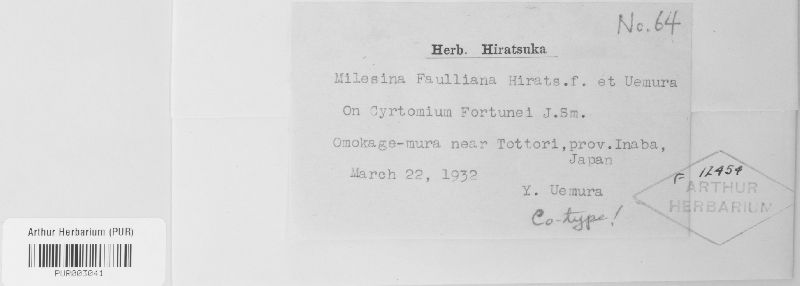 No. 64
Herb. Hiratsuka
Milesina Faulliana Hirats.f. et Uemura
On Cyrtomium Fortunei J.Sm.
Omokage-mura near Tottori, prov. Inaba,
Japan
March 22, 1932
Y. Uemura
Co-type!
F 12454
ARTHUR
HERBARIUM
Arthur Herbarium (PUR)
PUR003041